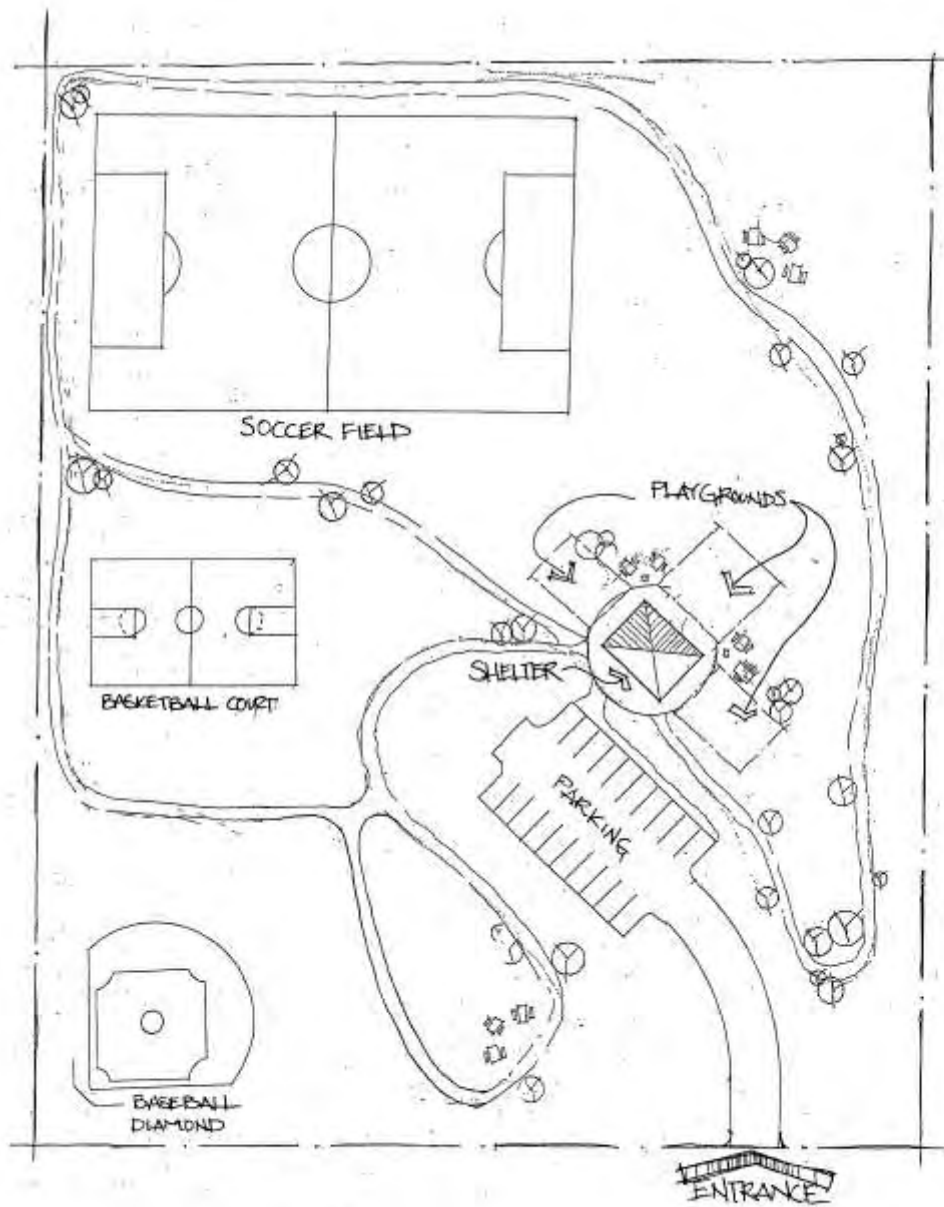 SOCCER FIELD
PLAYGROUNDS
SHELTER
BASKETBALL COURT
PARKING
BASEBALL
DIAMOND
ENTRANCE